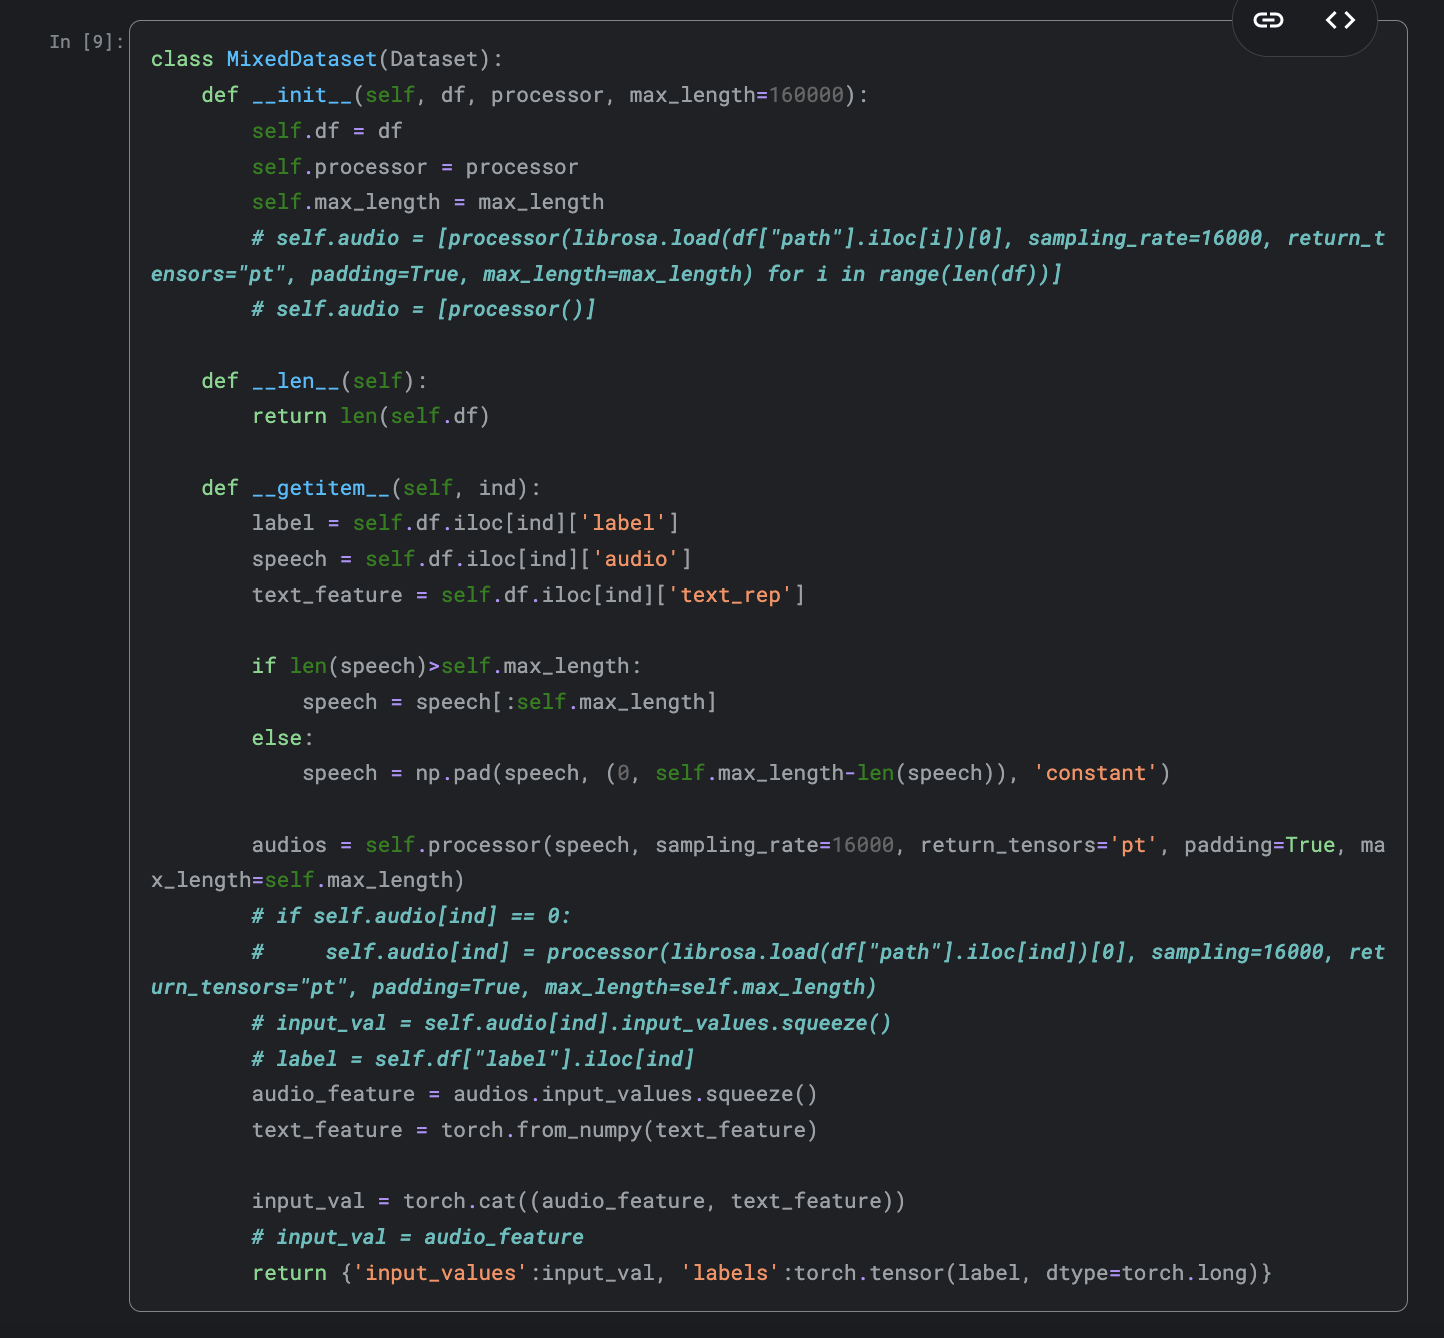 In [9]:
class MixedDataset(Dataset):
    def __init__(self, df, processor, max_length=160000):
        self.df = df
        self.processor = processor
        self.max_length = max_length
        # self.audio = [processor(librosa.load(df["path"].iloc[i])[0], sampling_rate=16000, return_t
ensors="pt", padding=True, max_length=max_length) for i in range(len(df))]
        # self.audio = [processor()]

    def __len__(self):
        return len(self.df)

    def __getitem__(self, ind):
        label = self.df.iloc[ind]['label']
        speech = self.df.iloc[ind]['audio']
        text_feature = self.df.iloc[ind]['text_rep']

        if len(speech)>self.max_length:
            speech = speech[:self.max_length]
        else:
            speech = np.pad(speech, (0, self.max_length-len(speech)), 'constant')

        audios = self.processor(speech, sampling_rate=16000, return_tensors='pt', padding=True, ma
x_length=self.max_length)
        # if self.audio[ind] == 0:
        #     self.audio[ind] = processor(librosa.load(df["path"].iloc[ind])[0], sampling=16000, ret
urn_tensors="pt", padding=True, max_length=self.max_length)
        # input_val = self.audio[ind].input_values.squeeze()
        # label = self.df["label"].iloc[ind]
        audio_feature = audios.input_values.squeeze()
        text_feature = torch.from_numpy(text_feature)

        input_val = torch.cat((audio_feature, text_feature))
        # input_val = audio_feature
        return {'input_values':input_val, 'labels':torch.tensor(label, dtype=torch.long)}